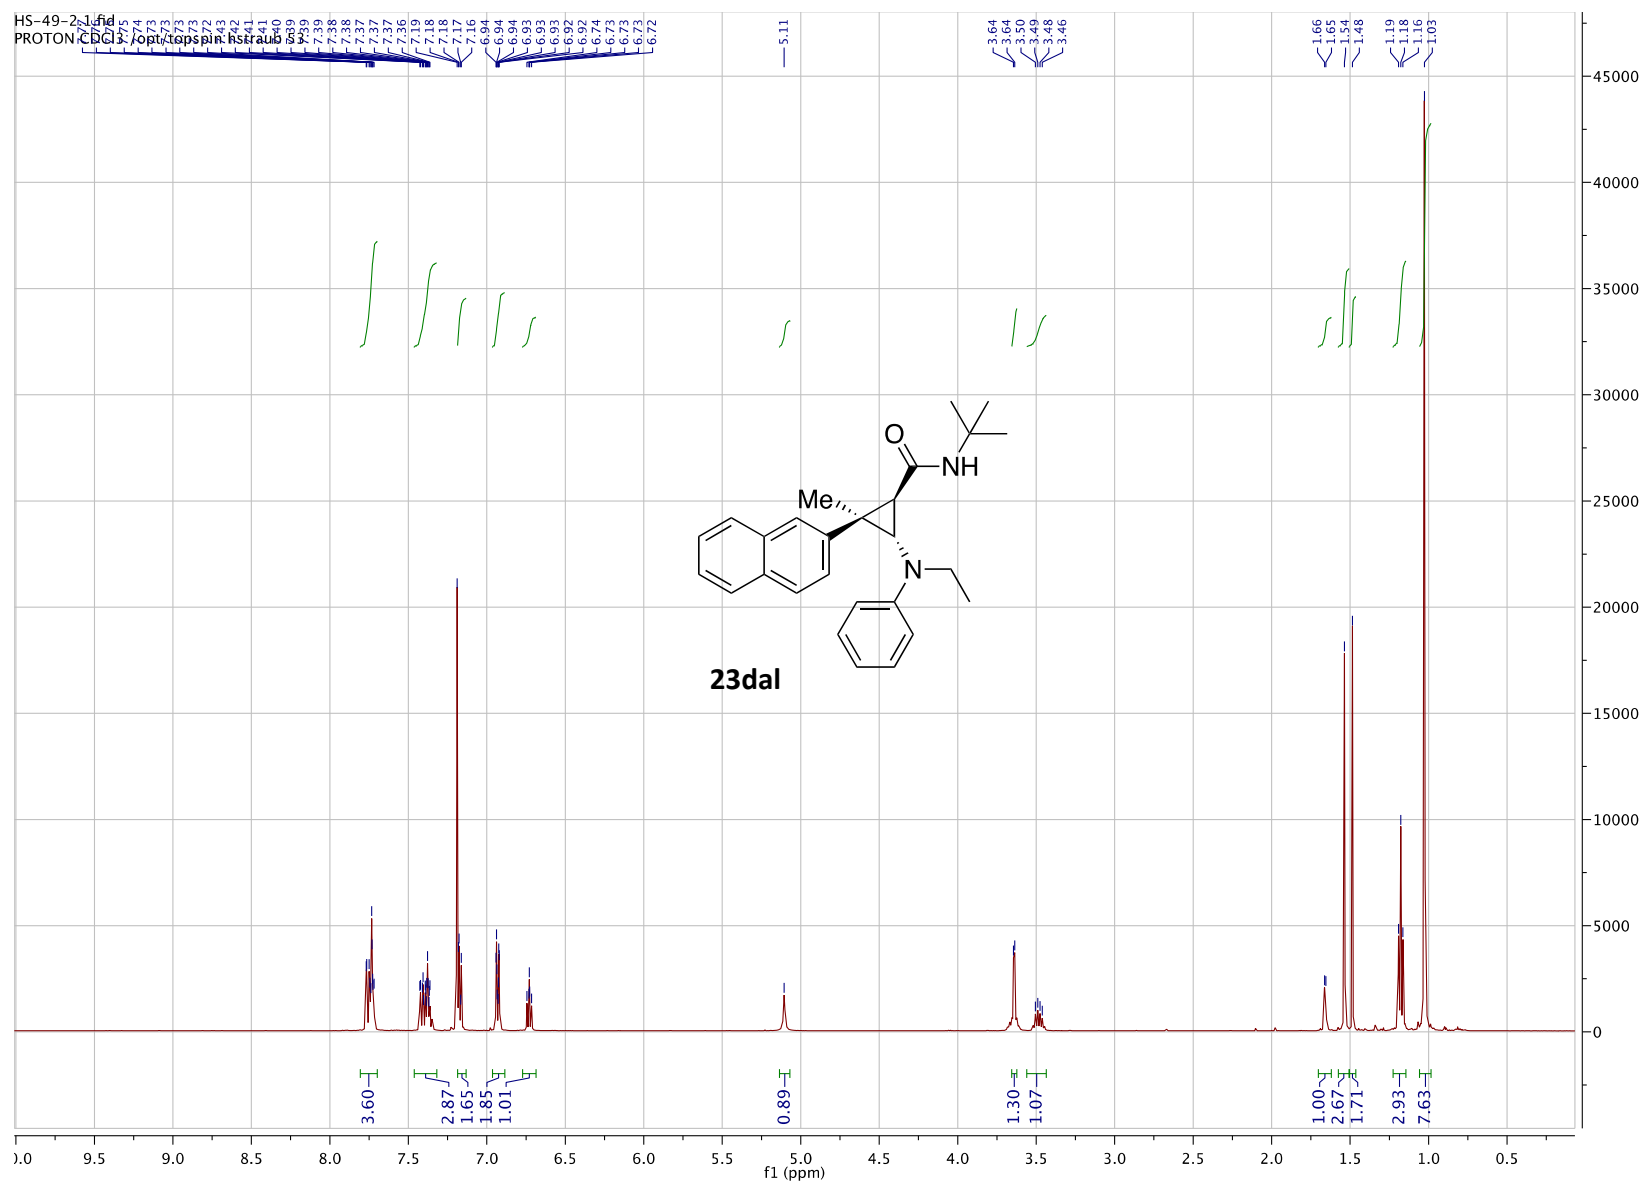 HS-49-2.1.fid
PROTON CDCl3 /opt/topspin hstraub 53
7.77 7.76 7.76 7.75 7.74 7.73 7.73 7.73 7.73 7.72 7.43 7.42 7.42 7.41 7.41 7.40 7.39 7.39 7.39 7.38 7.38 7.37 7.37 7.37 7.36 7.19 7.18 7.18 7.17 7.16 6.94 6.94 6.94 6.93 6.93 6.93 6.92 6.92 6.74 6.73 6.73 6.73 6.72 5.11 3.64 3.64 3.50 3.49 3.48 3.46 1.66 1.65 1.54 1.48 1.19 1.18 1.16 1.03
45000
40000
35000
30000
25000
20000
15000
10000
5000
0
O
NH
Me
N
23dal
3.60 2.87 1.65 1.85 1.01 0.89 1.30 1.07 1.00 2.67 1.71 2.93 7.63
9.5 9.0 8.5 8.0 7.5 7.0 6.5 6.0 5.5 5.0 4.5 4.0 3.5 3.0 2.5 2.0 1.5 1.0 0.5
f1 (ppm)